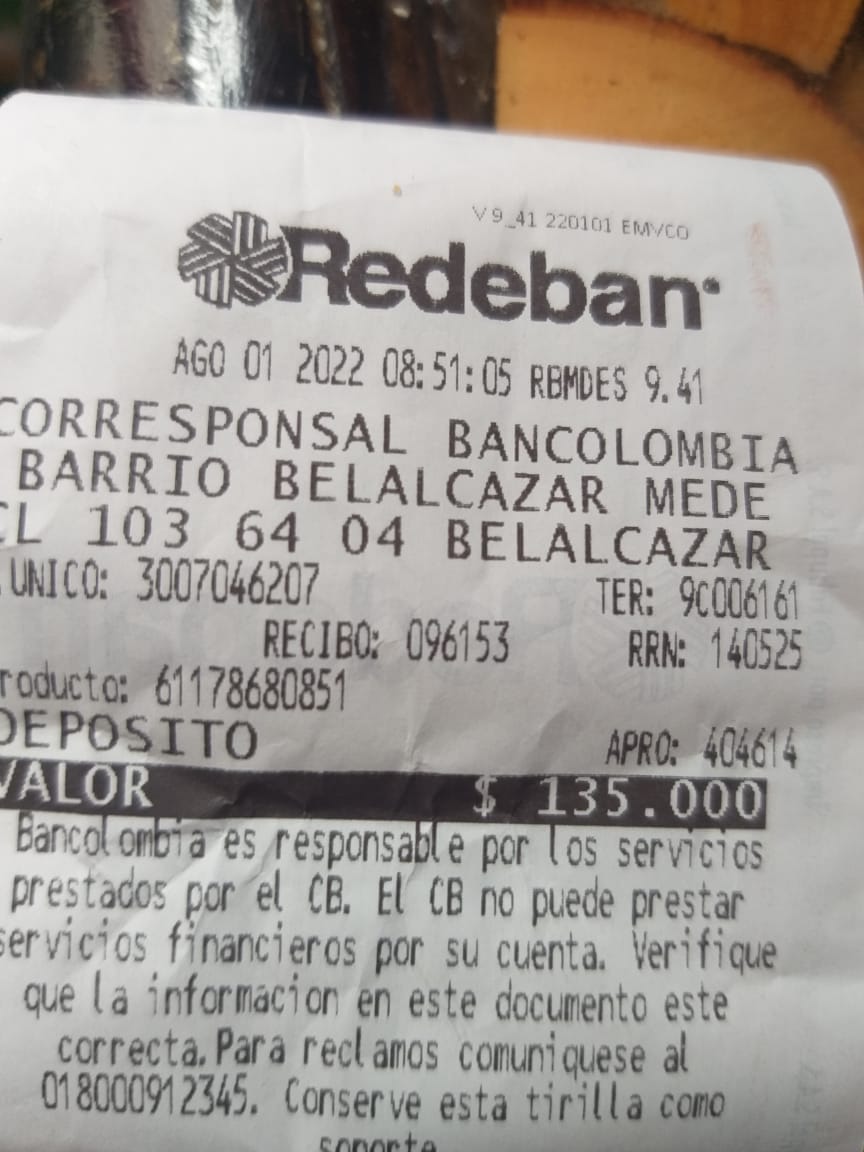 V 9_41 220101 EMVCO
Redeban
AGO 01 2022 08:51:05 RBMDES 9.41
CORRESPONSAL BANCOLOMBIA
BARRIO BELALCAZAR MEDE
CL 103 64 04 BELALCAZAR
. UNICO: 3007046207 TER: 9C006161
RECIBO: 096153 RRN: 140525
roducto: 61178680851
DEPOSITO APRO: 404614
VALOR $ 135.000
Bancolombia es responsable por los servicios
prestados por el CB. El CB no puede prestar
servicios financieros por su cuenta. Verifique
que la informacion en este documento este
correcta. Para reclamos comuniquese al
018000912345. Conserve esta tirilla como
soporte